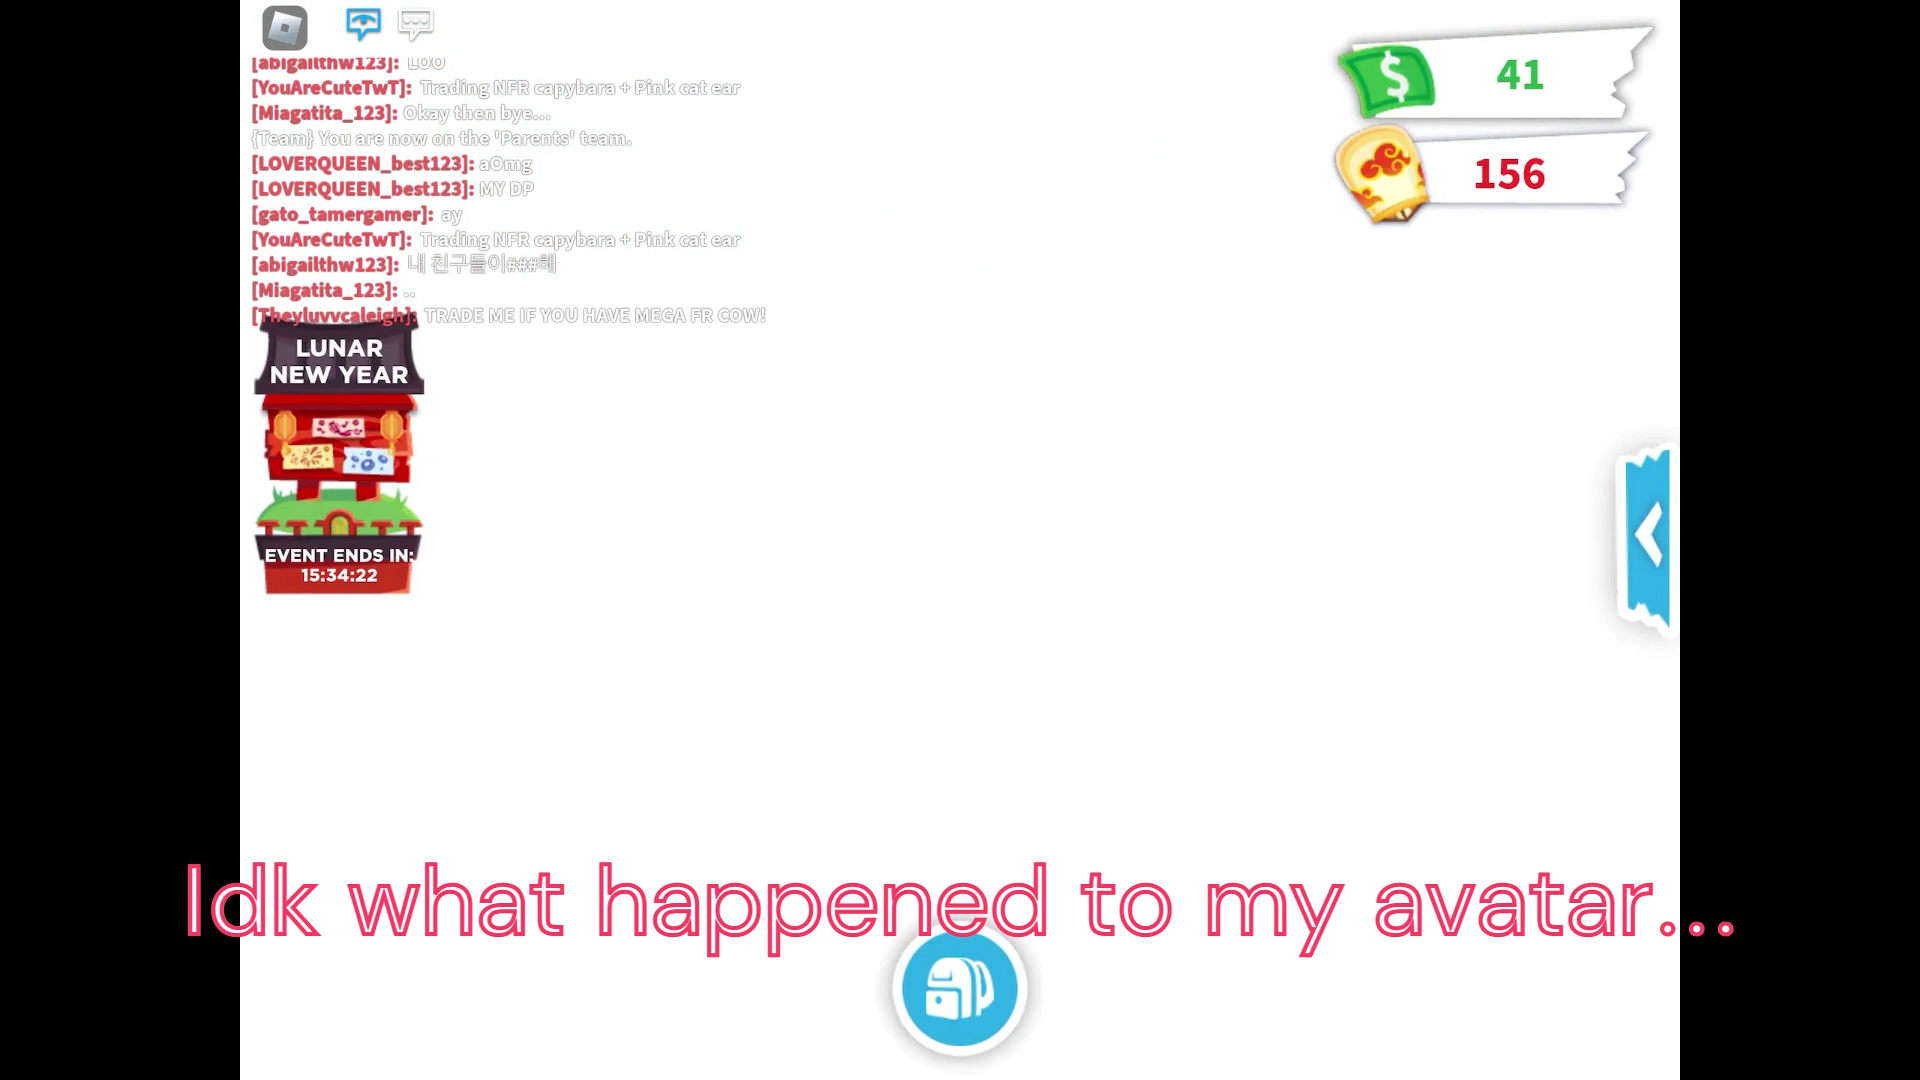 [abigailthw123]: LOO
[YouAreCuteTwT]: Trading NFR capybara + Pink cat ear
[Miagatita_123]: Okay then bye...
{Team} You are now on the 'Parents' team.
[LOVERQUEEN_best123]: aOmg
[LOVERQUEEN_best123]: MY DP
[gato_tamergamer]: ay
[YouAreCuteTwT]: Trading NFR capybara + Pink cat ear
[abigailthw123]: 내 친구들이###해
[Miagatita_123]: ..
[Theyluvvcaleigh]: TRADE ME IF YOU HAVE MEGA FR COW!
41
156
LUNAR
NEW YEAR
EVENT ENDS IN:
15:34:22
Idk what happened to my avatar...